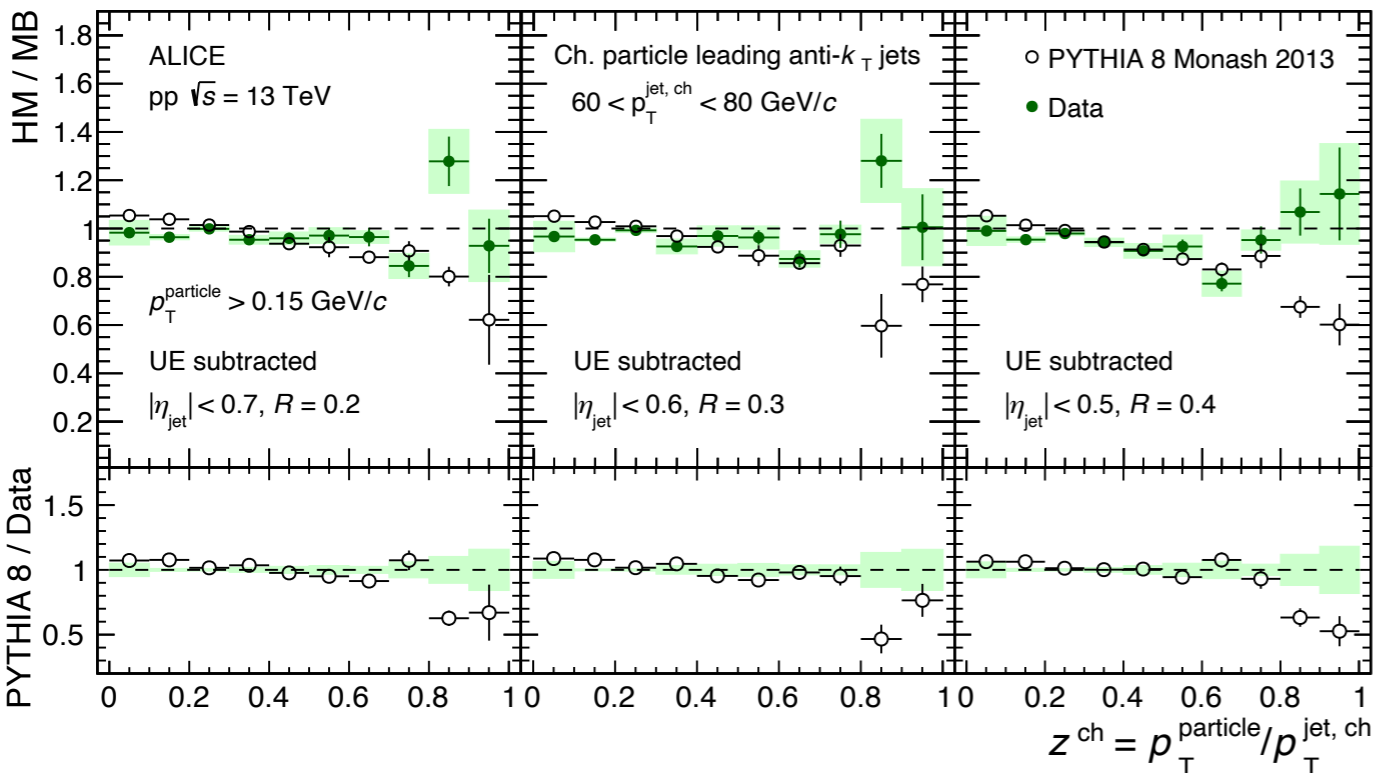 HM / MB
1.8
1.6
1.4
1.2
1
0.8
0.6
0.4
0.2
ALICE
pp √s = 13 TeV
p_T^particle > 0.15 GeV/c
UE subtracted
|η_jet| < 0.7, R = 0.2
Ch. particle leading anti-k_T jets
60 < p_T^jet, ch < 80 GeV/c
UE subtracted
|η_jet| < 0.6, R = 0.3
PYTHIA 8 Monash 2013
Data
UE subtracted
|η_jet| < 0.5, R = 0.4
PYTHIA 8 / Data
1.5
1
0.5
0 0.2 0.4 0.6 0.8 1 0 0.2 0.4 0.6 0.8 1 0 0.2 0.4 0.6 0.8 1
z^ch = p_T^particle/p_T^jet, ch